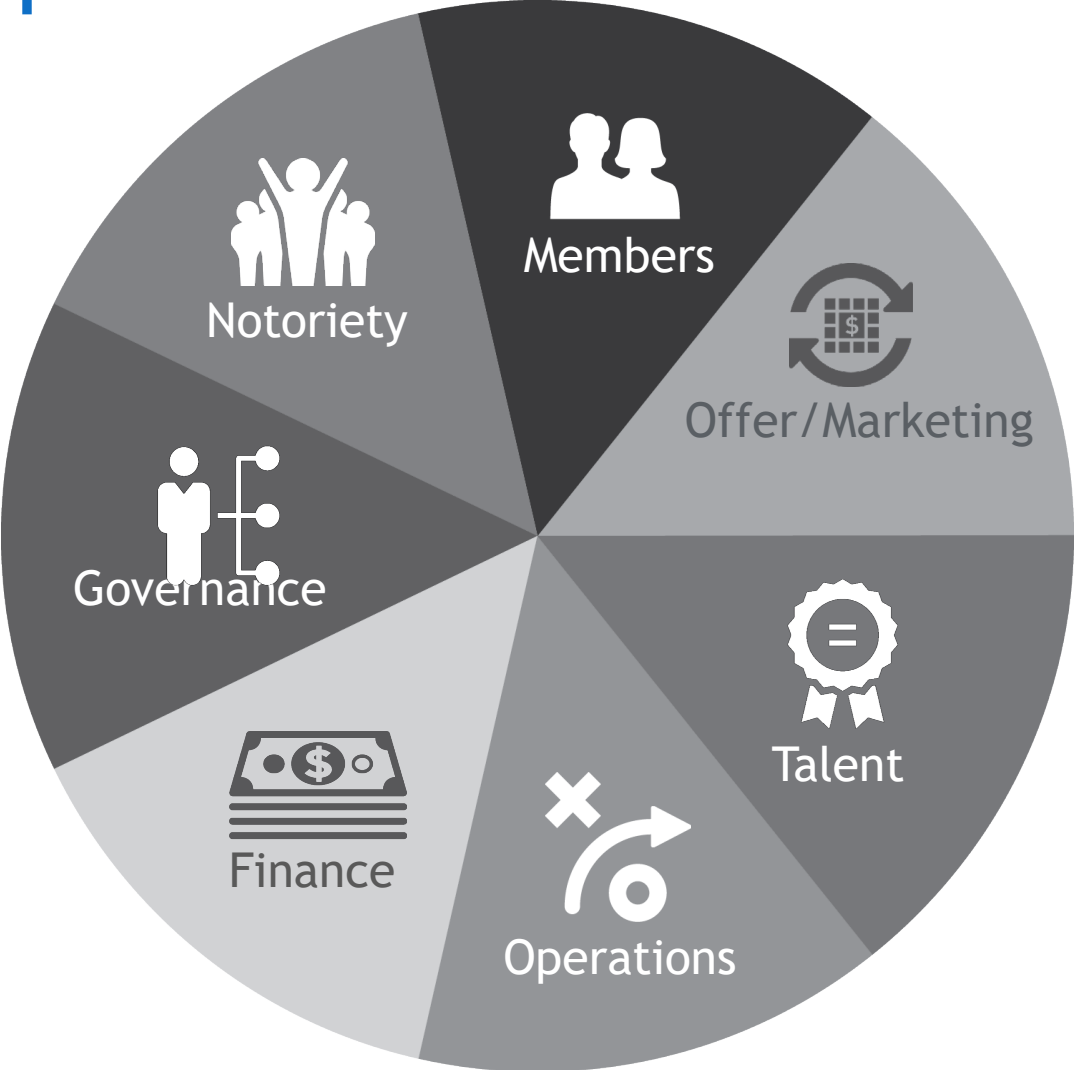 Members
Notoriety
Offer/Marketing
$
Governance
Talent
$
Finance
Operations